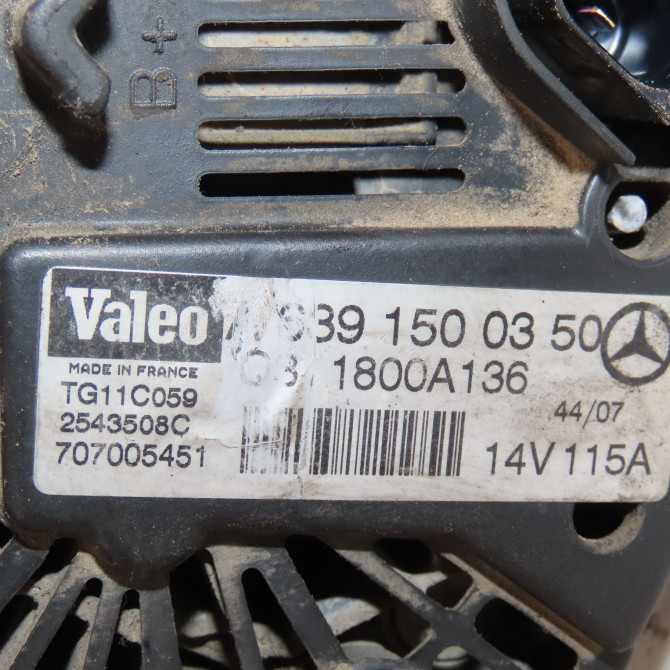 B+
Valeo
639 150 03 50
MADE IN FRANCE
1800A136
TG11C059
44/07
2543508C
707005451
14V 115A